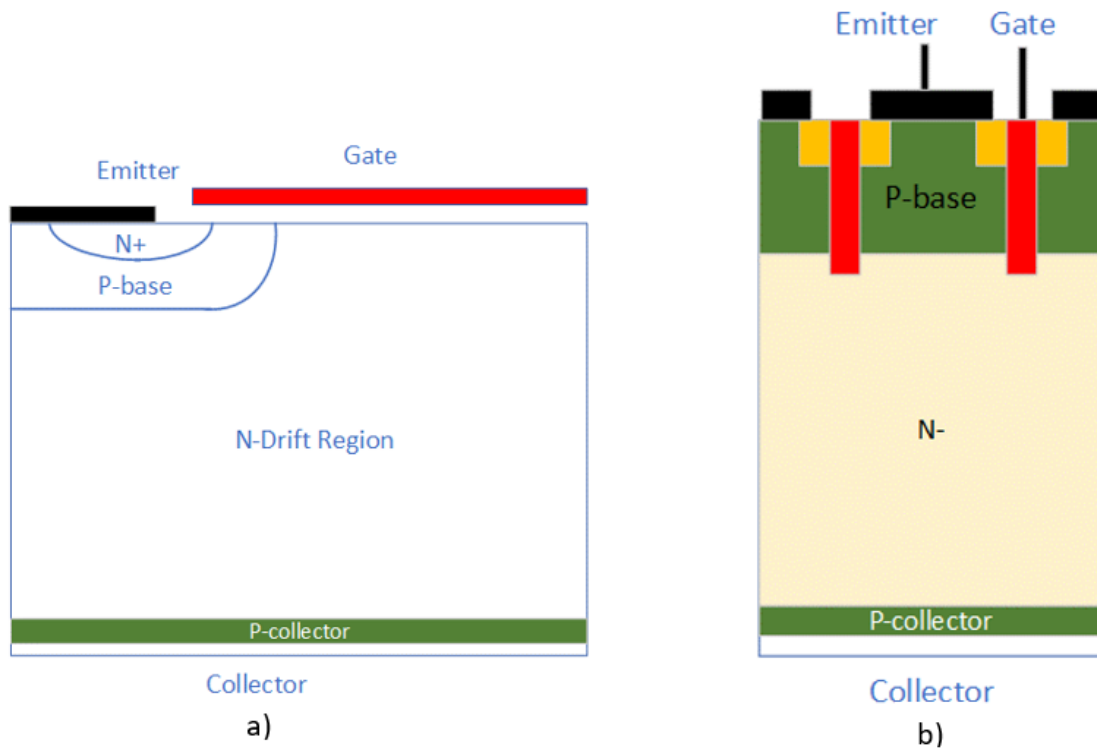 Emitter
Gate
N+
P-base
N-Drift Region
P-collector
Collector
a)
Emitter Gate
P-base
N-
P-collector
Collector
b)